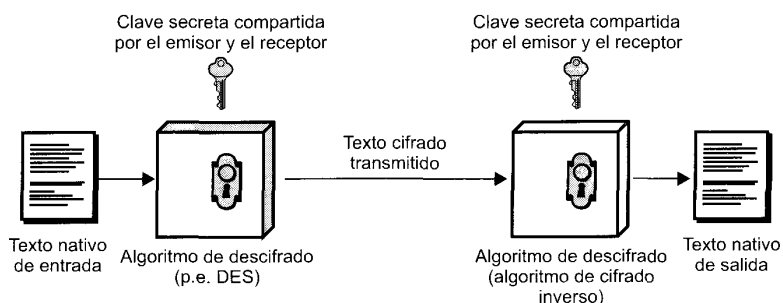 Clave secreta compartida
por el emisor y el receptor
Clave secreta compartida
por el emisor y el receptor
Texto cifrado
transmitido
Texto nativo
de entrada
Algoritmo de descifrado
(p.e. DES)
Algoritmo de descifrado
(algoritmo de cifrado
inverso)
Texto nativo
de salida